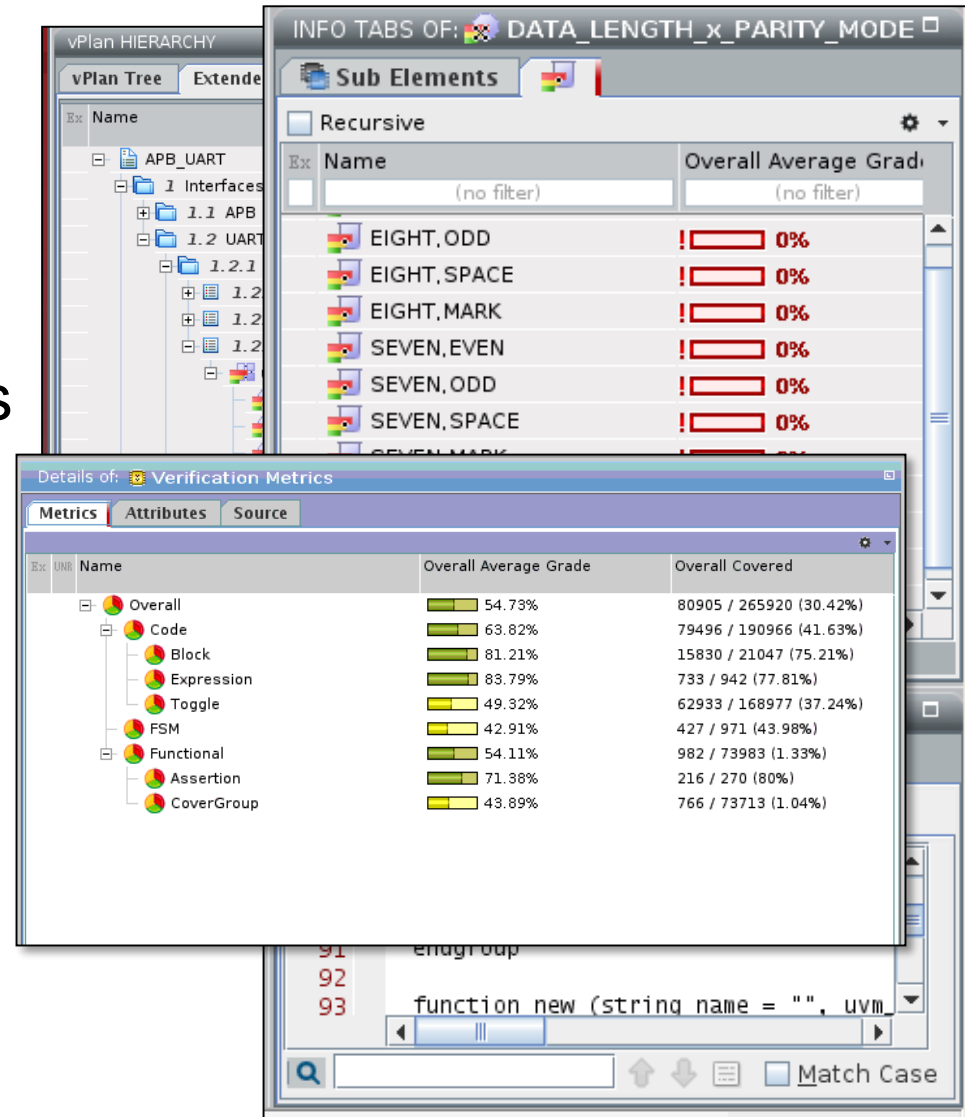 vPlan HIERARCHY
vPlan Tree Extende
Ex Name
APB_UART
1 Interfaces
1.1 APB
1.2 UART
1.2.1
1.2
1.2
1.2
s
INFO TABS OF: DATA_LENGTH_x_PARITY_MODE
Sub Elements
Recursive
Ex Name Overall Average Grad
(no filter) (no filter)
EIGHT,ODD ! 0%
EIGHT,SPACE ! 0%
EIGHT,MARK ! 0%
SEVEN,EVEN ! 0%
SEVEN,ODD ! 0%
SEVEN,SPACE ! 0%
Details of: Verification Metrics
Metrics Attributes Source
Ex UNR Name Overall Average Grade Overall Covered
Overall 54.73% 80905 / 265920 (30.42%)
Code 63.82% 79496 / 190966 (41.63%)
Block 81.21% 15830 / 21047 (75.21%)
Expression 83.79% 733 / 942 (77.81%)
Toggle 49.32% 62933 / 168977 (37.24%)
FSM 42.91% 427 / 971 (43.98%)
Functional 54.11% 982 / 73983 (1.33%)
Assertion 71.38% 216 / 270 (80%)
CoverGroup 43.89% 766 / 73713 (1.04%)
91 endgroup
92
93 function new (string name = "", uvm_
Match Case